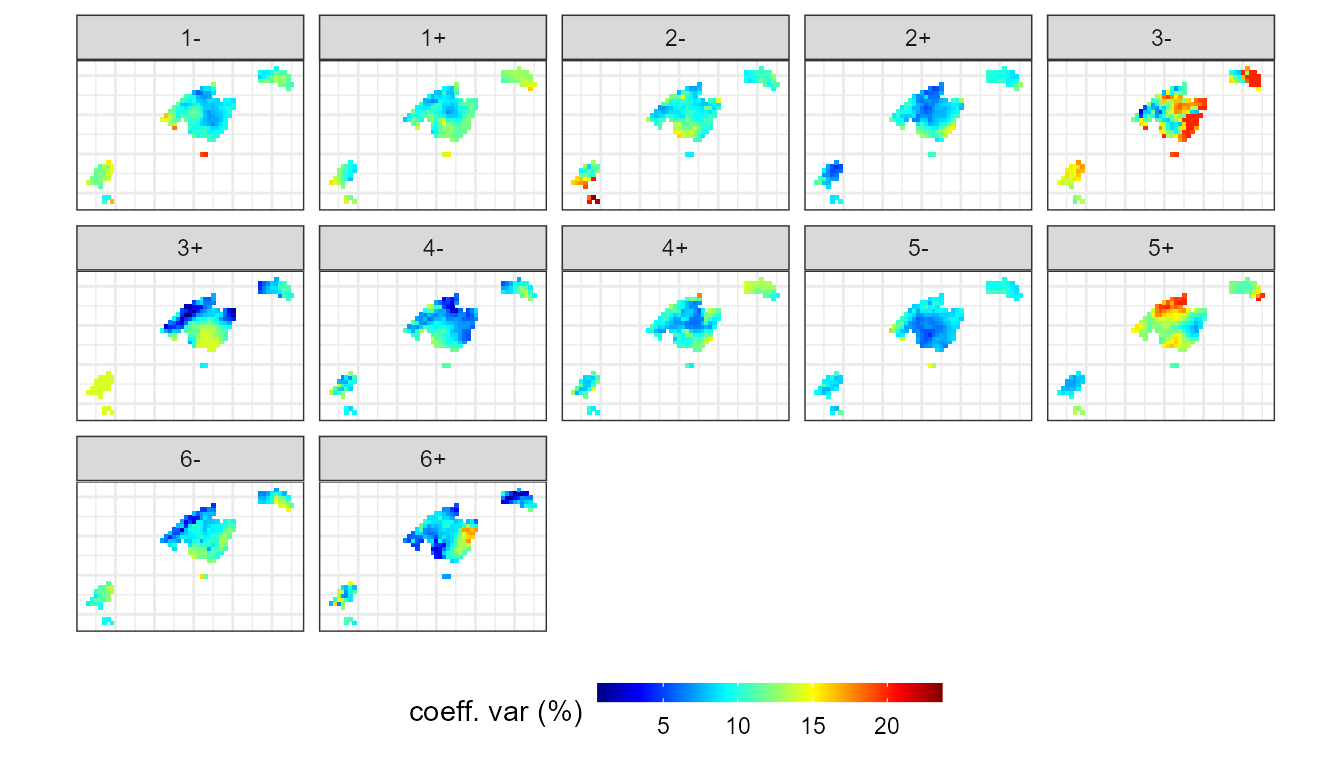 1- 1+ 2- 2+ 3-
3+ 4- 4+ 5- 5+
6- 6+
coeff. var (%)
5 10 15 20